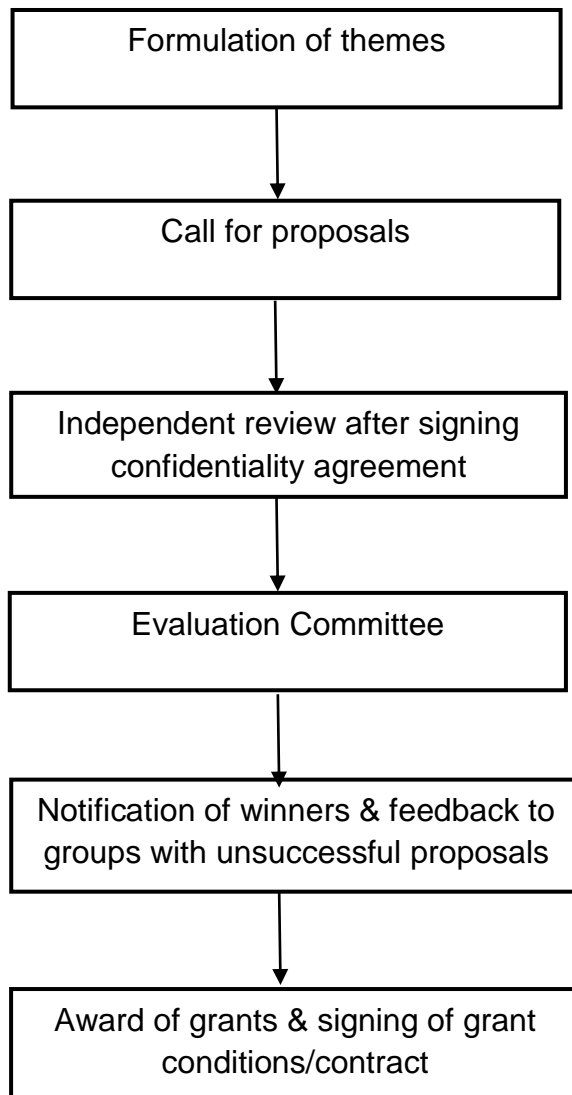 Formulation of themes
Call for proposals
Independent review after signing
confidentiality agreement
Evaluation Committee
Notification of winners & feedback to
groups with unsuccessful proposals
Award of grants & signing of grant
conditions/contract